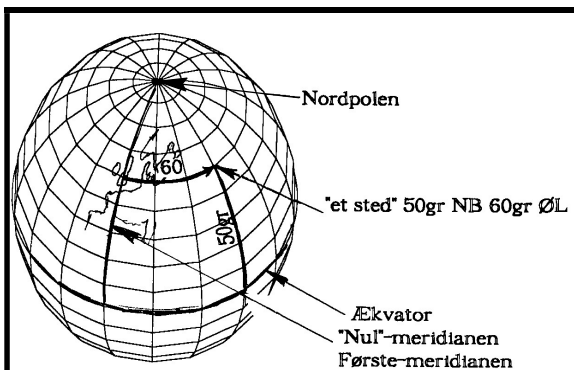 Nordpolen
60
"et sted" 50gr NB 60gr ØL
50gr
Ækvator
"Nul"-meridianen
Første-meridianen